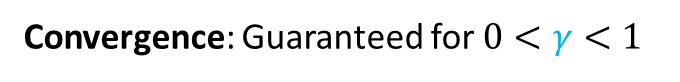 Convergence: Guaranteed for 0 < γ < 1